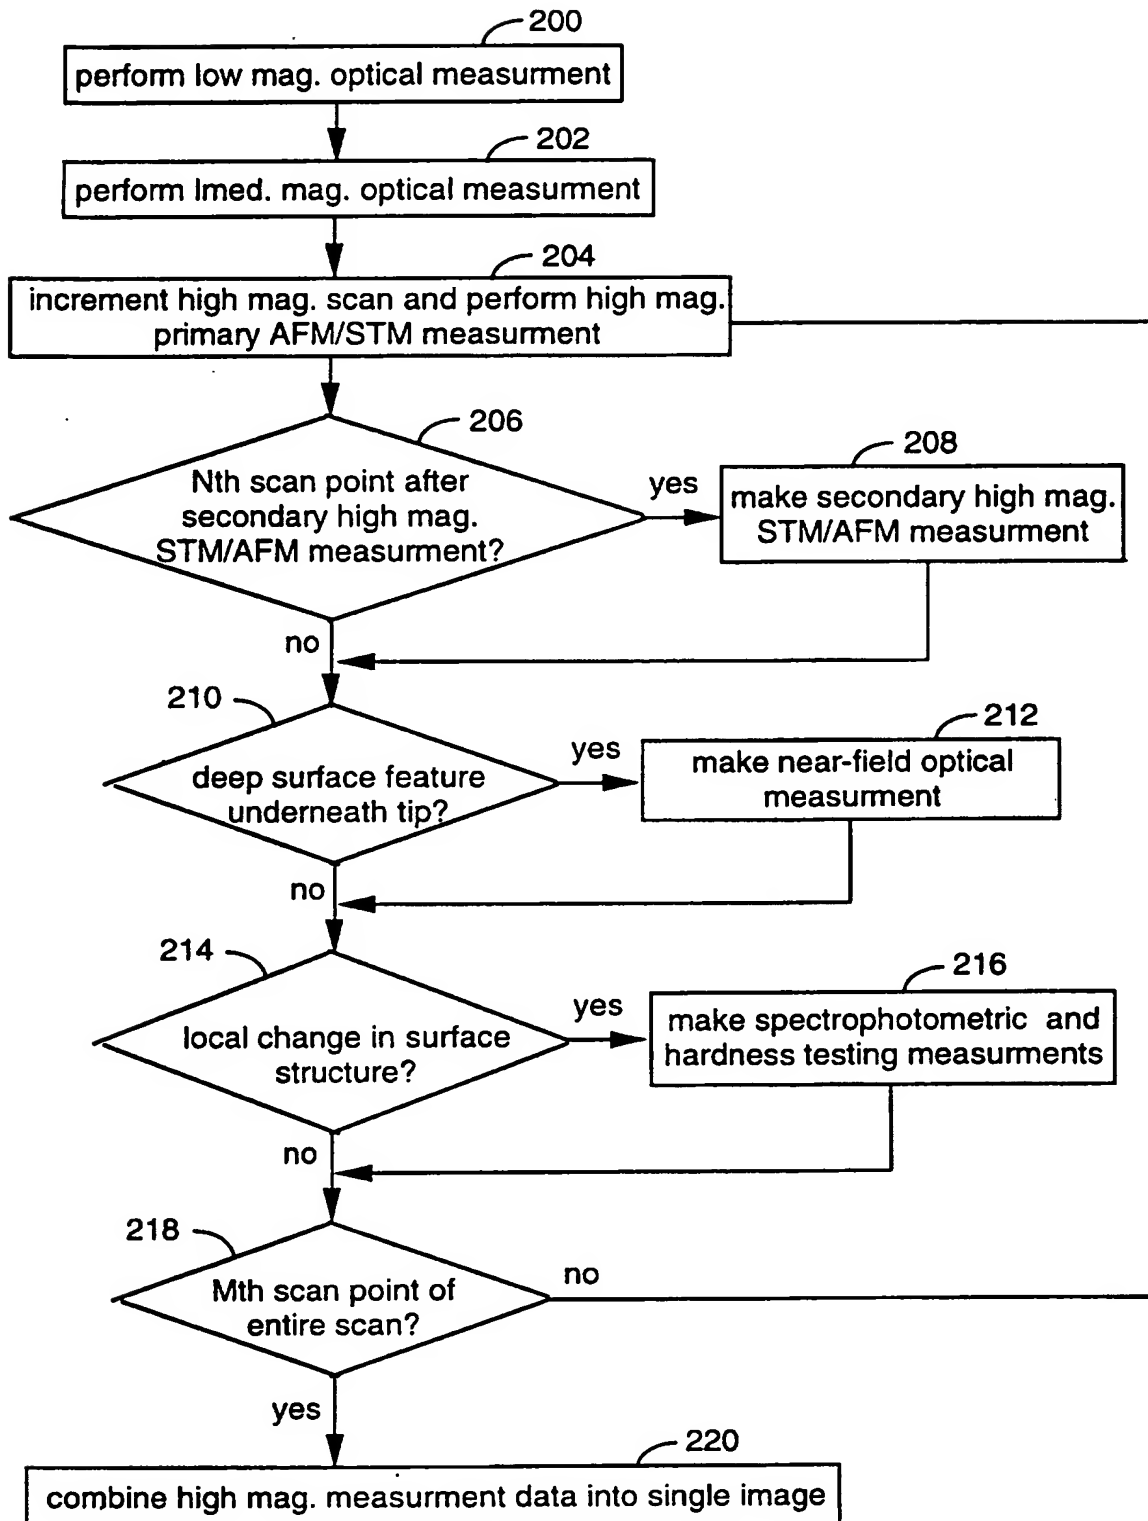 200
perform low mag. optical measurment
202
perform Imed. mag. optical measurment
204
increment high mag. scan and perform high mag.
primary AFM/STM measurment
206
Nth scan point after
secondary high mag.
STM/AFM measurment?
yes
208
make secondary high mag.
STM/AFM measurment
no
210
deep surface feature
underneath tip?
yes
212
make near-field optical
measurment
no
214
local change in surface
structure?
yes
216
make spectrophotometric and
hardness testing measurments
no
218
Mth scan point of
entire scan?
no
yes
220
combine high mag. measurment data into single image